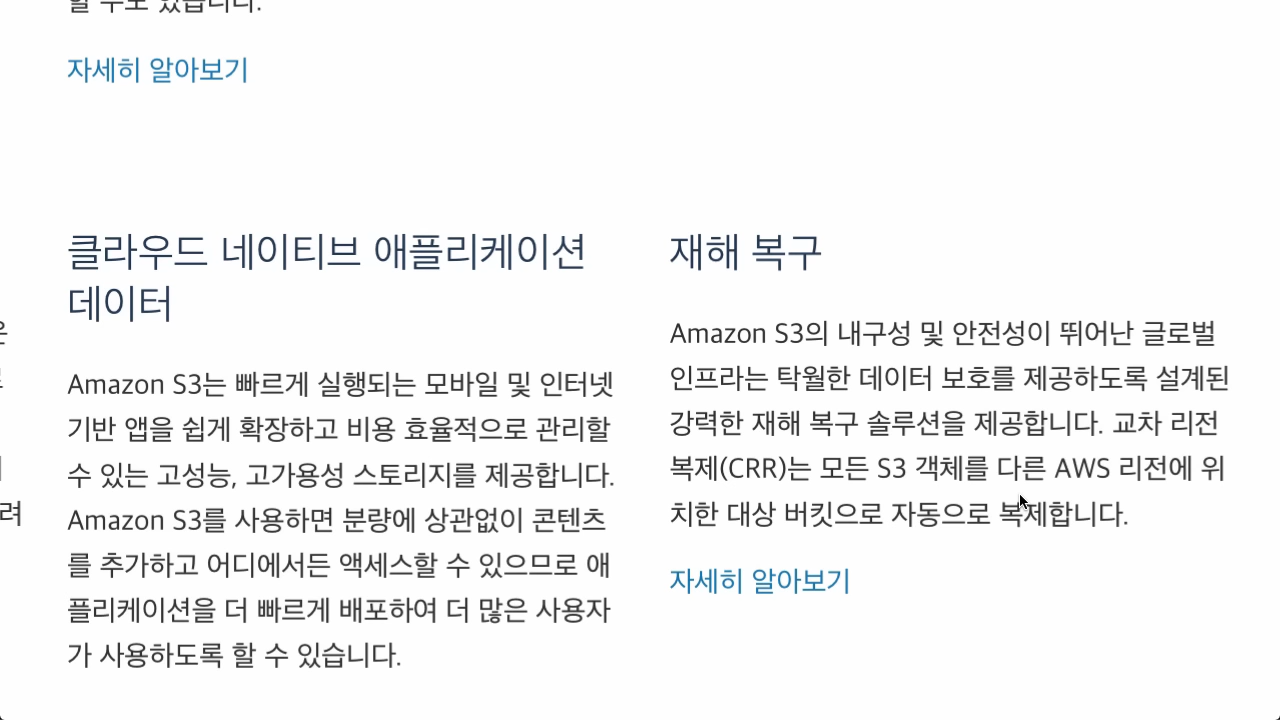 할 수도 있습니다.
자세히 알아보기
클라우드 네이티브 애플리케이션
데이터
Amazon S3는 빠르게 실행되는 모바일 및 인터넷
기반 앱을 쉽게 확장하고 비용 효율적으로 관리할
수 있는 고성능, 고가용성 스토리지를 제공합니다.
Amazon S3를 사용하면 분량에 상관없이 콘텐츠
를 추가하고 어디에서든 액세스할 수 있으므로 애
플리케이션을 더 빠르게 배포하여 더 많은 사용자
가 사용하도록 할 수 있습니다.
재해 복구
Amazon S3의 내구성 및 안전성이 뛰어난 글로벌
인프라는 탁월한 데이터 보호를 제공하도록 설계된
강력한 재해 복구 솔루션을 제공합니다. 교차 리전
복제(CRR)는 모든 S3 객체를 다른 AWS 리전에 위
치한 대상 버킷으로 자동으로 복제합니다.
자세히 알아보기
려